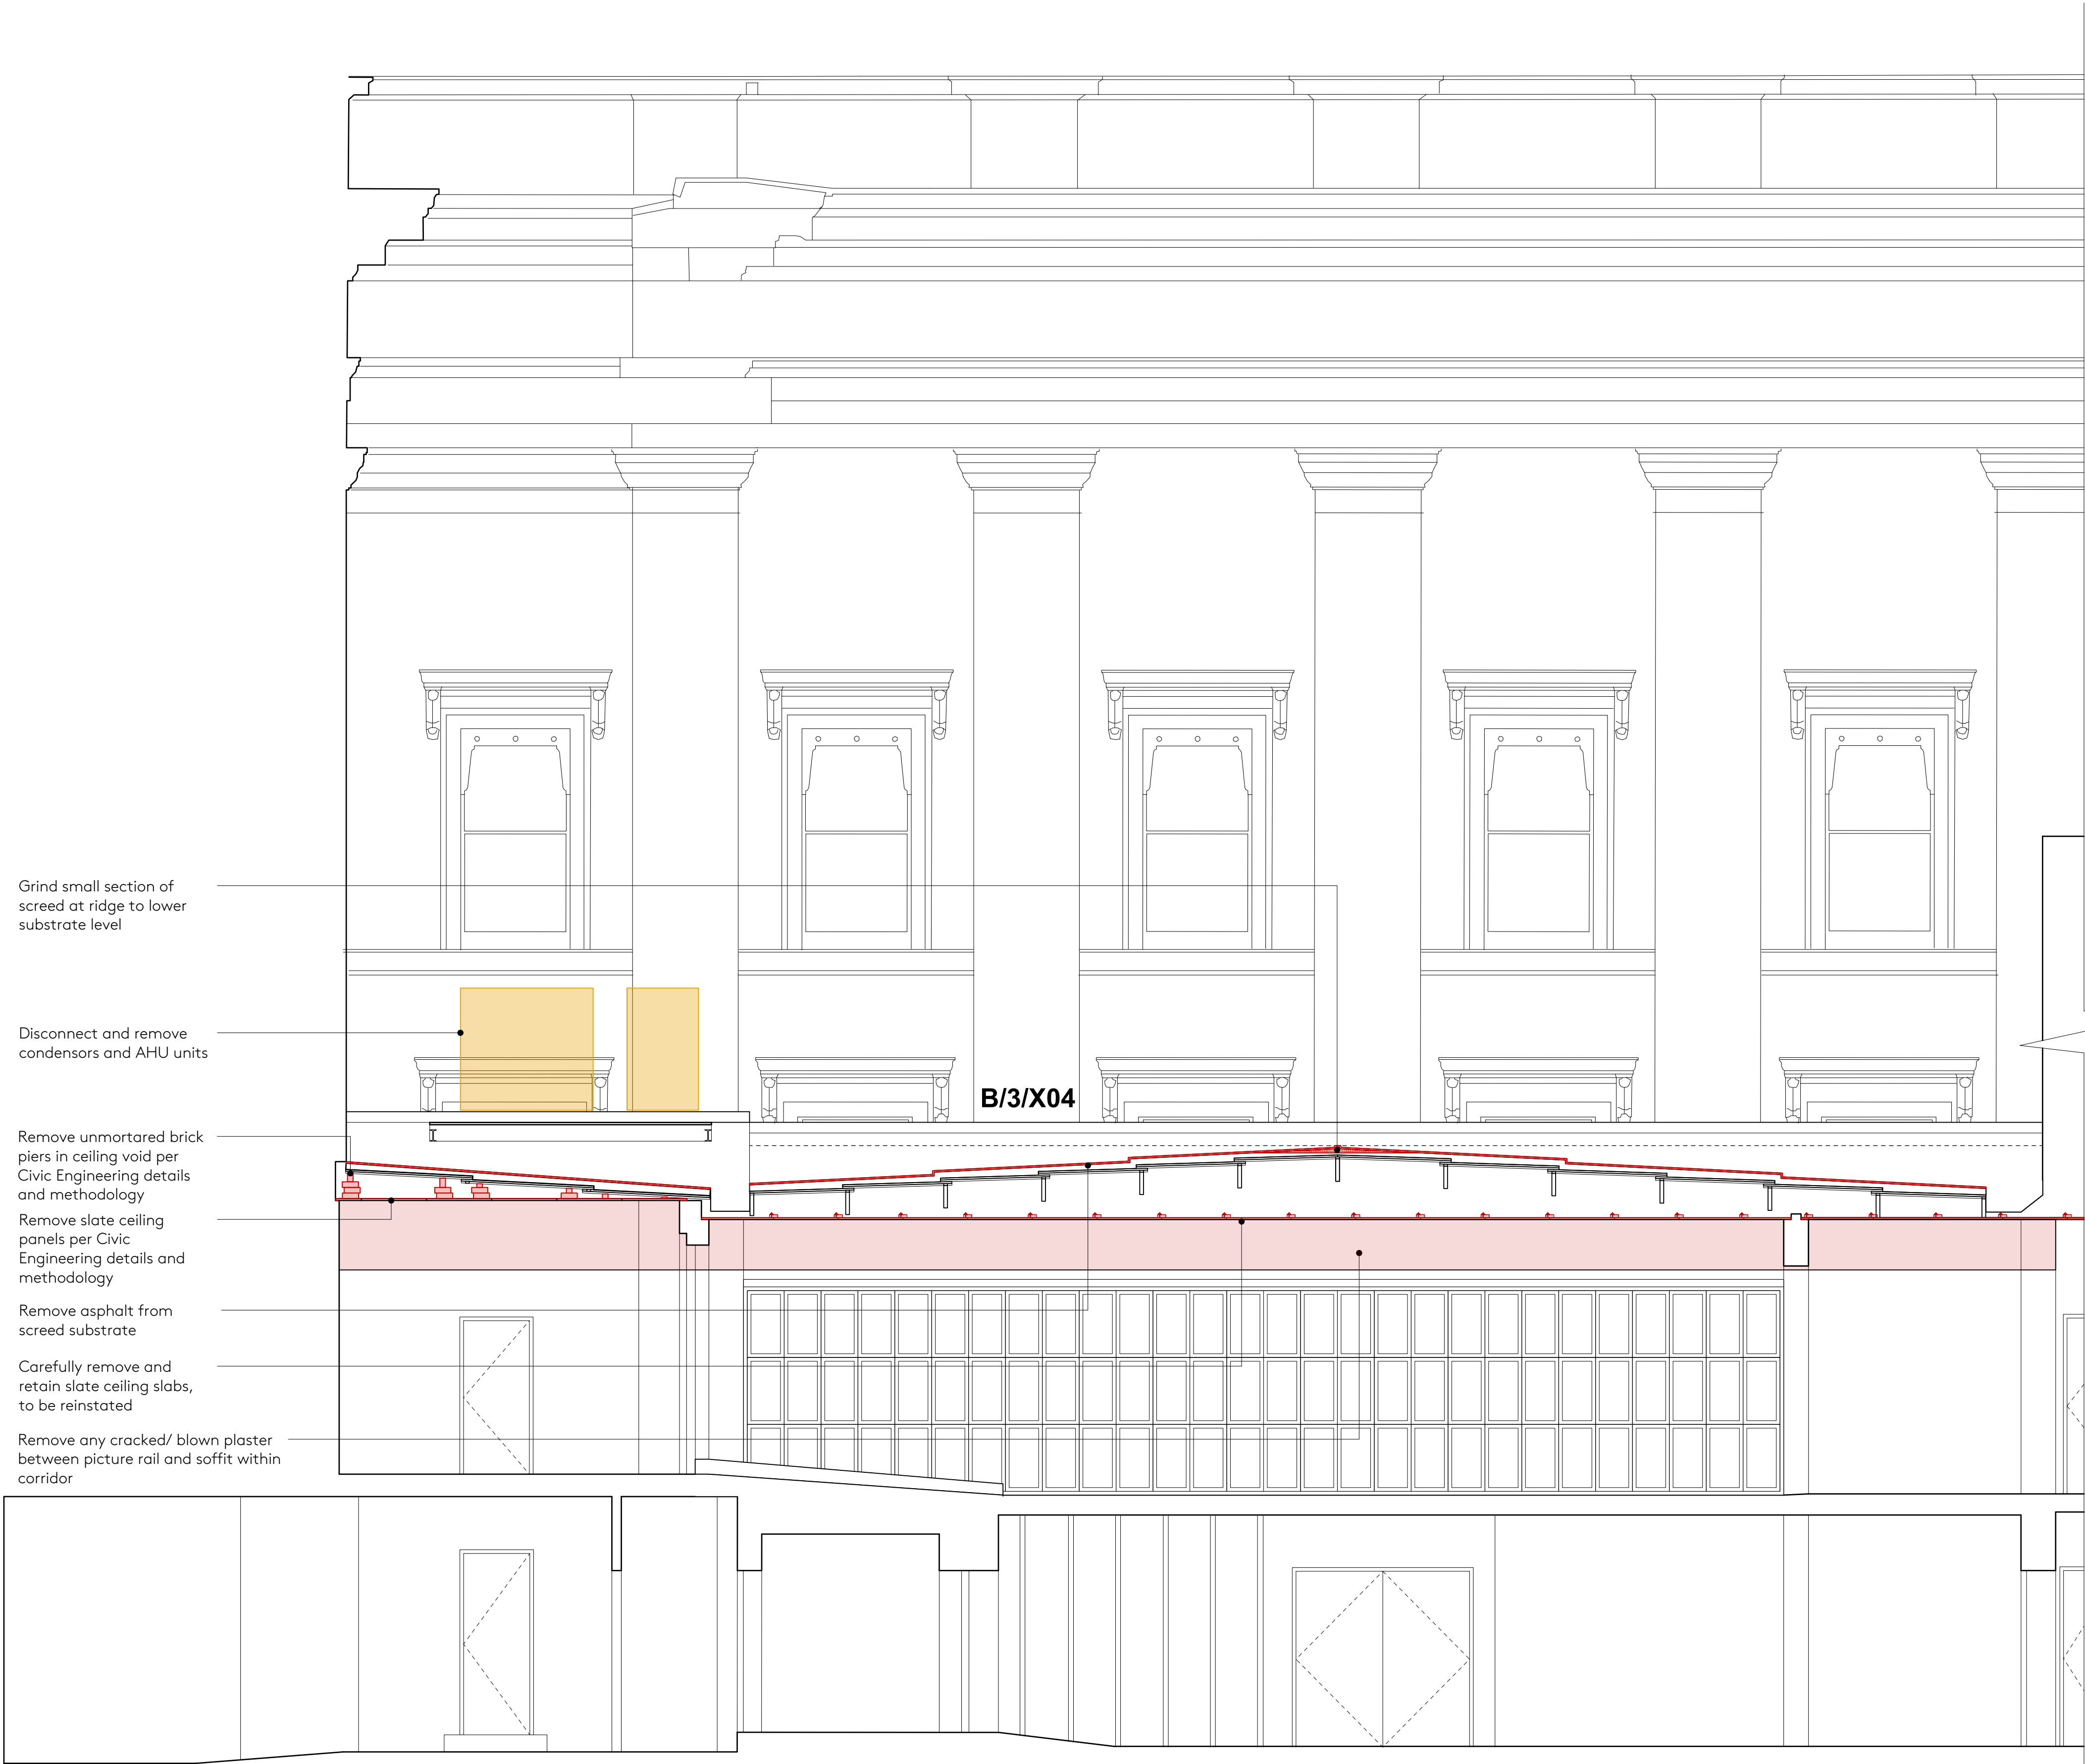 Grind small section of
screed at ridge to lower
substrate level
Disconnect and remove
condensors and AHU units
B/3/X04
Remove unmortared brick
piers in ceiling void per
Civic Engineering details
and methodology
Remove slate ceiling
panels per Civic
Engineering details and
methodology
Remove asphalt from
screed substrate
Carefully remove and
retain slate ceiling slabs,
to be reinstated
Remove any cracked/ blown plaster
between picture rail and soffit within
corridor